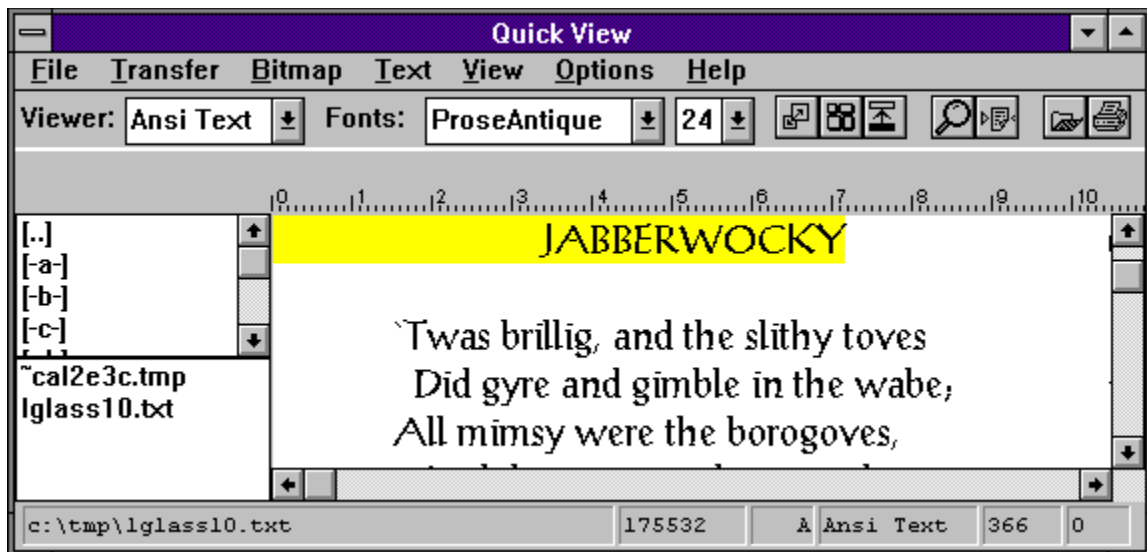 Quick View
File Transfer Bitmap Text View Options Help
Viewer: Ansi Text Fonts: ProseAntique 24
0 1 2 3 4 5 6 7 8 9 10
[..]
[-a-]
[-b-]
[-c-]
~cal2e3c.tmp
lglass10.txt
JABBERWOCKY
`Twas brillig, and the slithy toves
Did gyre and gimble in the wabe;
All mimsy were the borogoves,
c:\tmp\lglass10.txt 175532 A Ansi Text 366 0